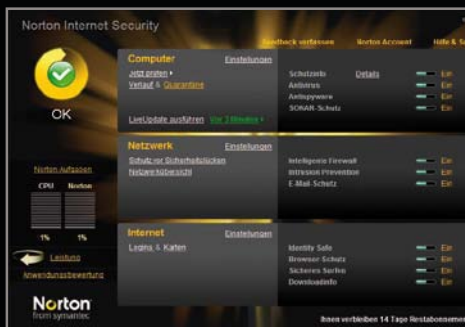 Norton Internet Security
Feedback verfassen Norton Account Hilfe &
OK
Computer Einstellungen
Jetzt prüfen
Verlauf & Quarantäne
LiveUpdate ausführen Vor 3 Minuten
Schutzinfo Details
Antivirus Ein
Antispyware Ein
SONAR-Schutz Ein
Norton Aufgaben
CPU Norton
1% 1%
Leistung
Anwendungsbewertung
Netzwerk Einstellungen
Schutz vor Sicherheitslücken
Netzwerkübersicht
Intelligente Firewall Ein
Intrusion Prevention Ein
E-Mail-Schutz Ein
Internet Einstellungen
Logins & Karten
Identity Safe Ein
Browser-Schutz Ein
Sicheres Surfen Ein
Downloadinfo Ein
Norton
from symantec
Ihnen verbleiben 14 Tage Restabonnement